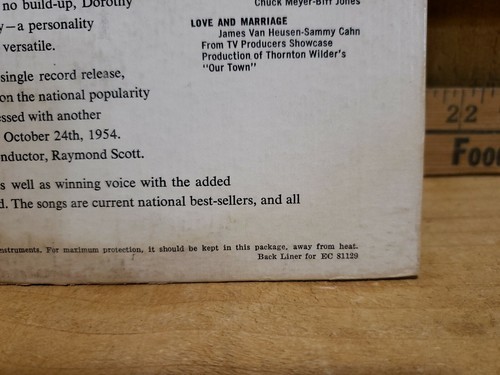 no build-up, Dorothy
y—a personality
versatile.
single record release,
on the national popularity
essed with another
October 24th, 1954.
nductor, Raymond Scott.
s well as winning voice with the added
d. The songs are current national best-sellers, and all
nstruments. For maximum protection, it should be kept in this package, away from heat.
Back Liner for EC 81129
Chuck Meyer-Biff Jones
LOVE AND MARRIAGE
James Van Heusen-Sammy Cahn
From TV Producers Showcase
Production of Thornton Wilder's
"Our Town"
22
Foo